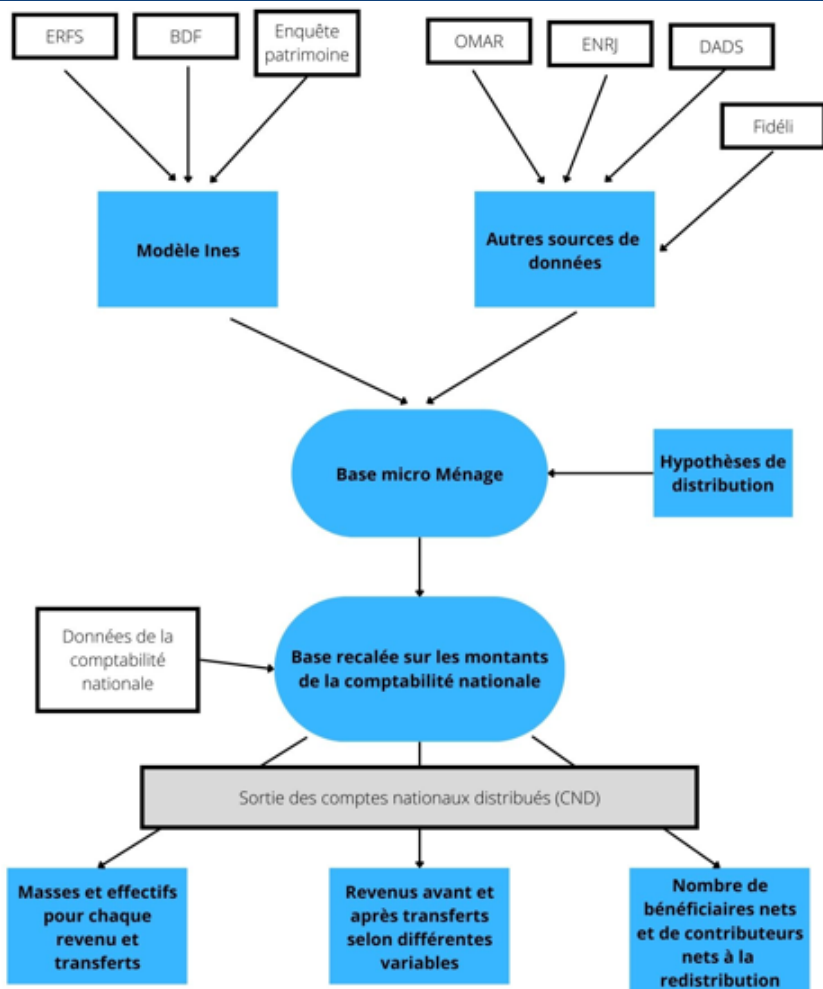 ERFS
BDF
Enquête
patrimoine
OMAR
ENRJ
DADS
Fidéli
Modèle Ines
Autres sources de
données
Base micro Ménage
Hypothèses de
distribution
Données de la
comptabilité
nationale
Base recalée sur les montants
de la comptabilité nationale
Sortie des comptes nationaux distribués (CND)
Masses et effectifs
pour chaque
revenu et
transferts
Revenus avant et
après transferts
selon différentes
variables
Nombre de
bénéficiaires nets
et de contributeurs
nets à la
redistribution